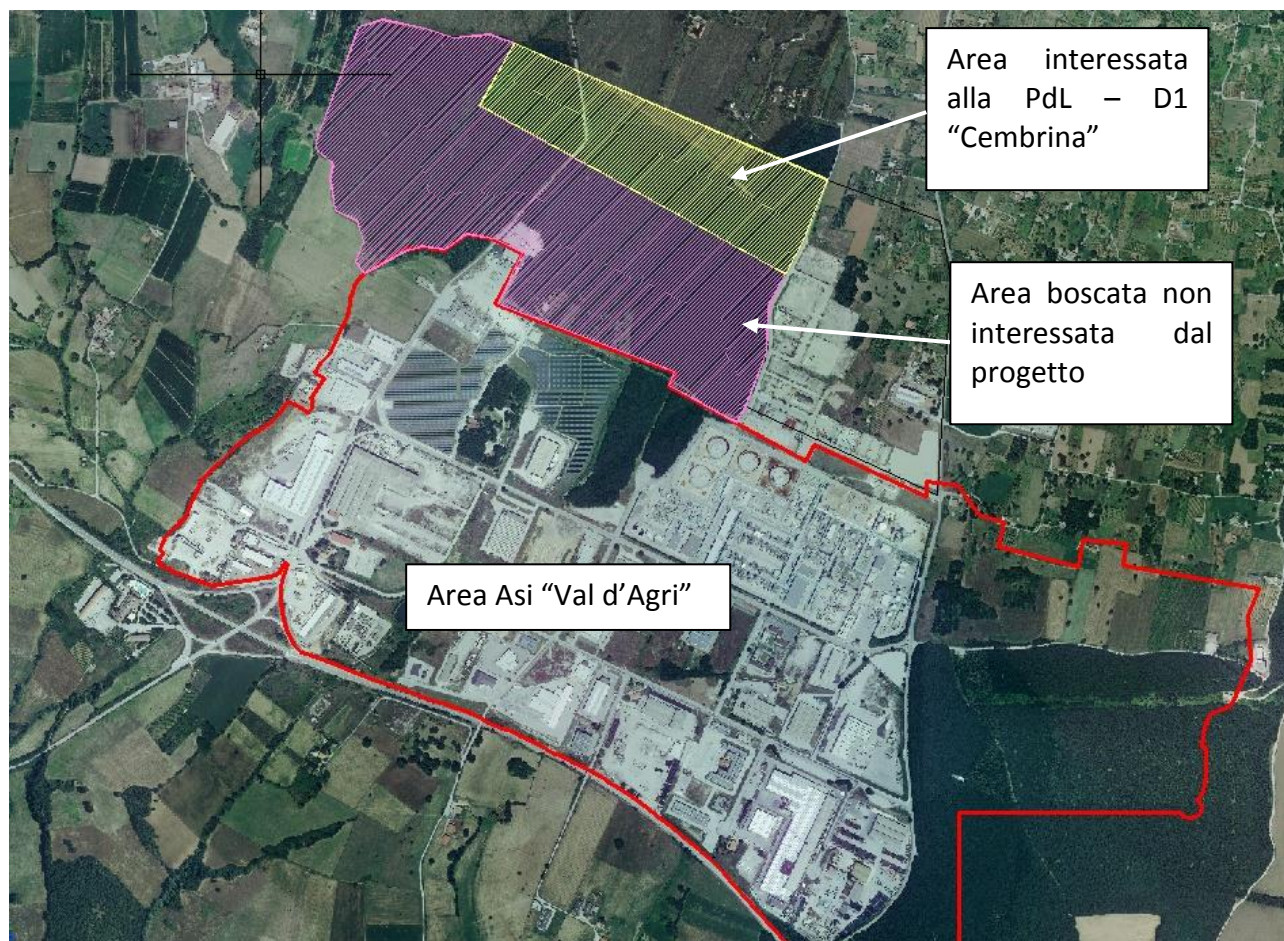 Area interessata
alla PdL – D1
“Cembrina”
Area boscata non
interessata dal
progetto
Area Asi “Val d’Agri”